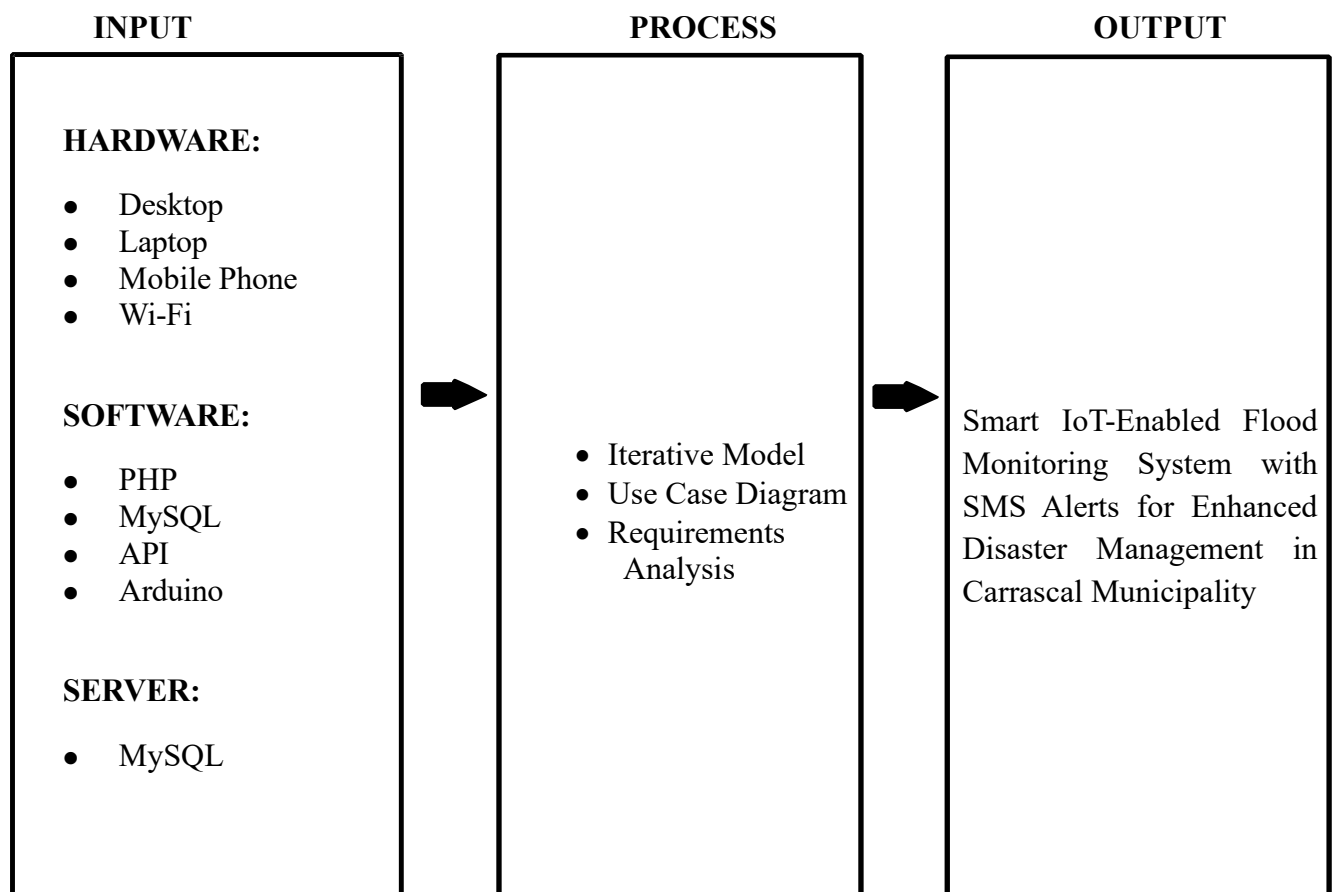 INPUT
HARDWARE:
● Desktop
● Laptop
● Mobile Phone
● Wi-Fi
SOFTWARE:
● PHP
● MySQL
● API
● Arduino
SERVER:
● MySQL
PROCESS
● Iterative Model
● Use Case Diagram
● Requirements
Analysis
OUTPUT
Smart IoT-Enabled Flood
Monitoring System with
SMS Alerts for Enhanced
Disaster Management in
Carrascal Municipality